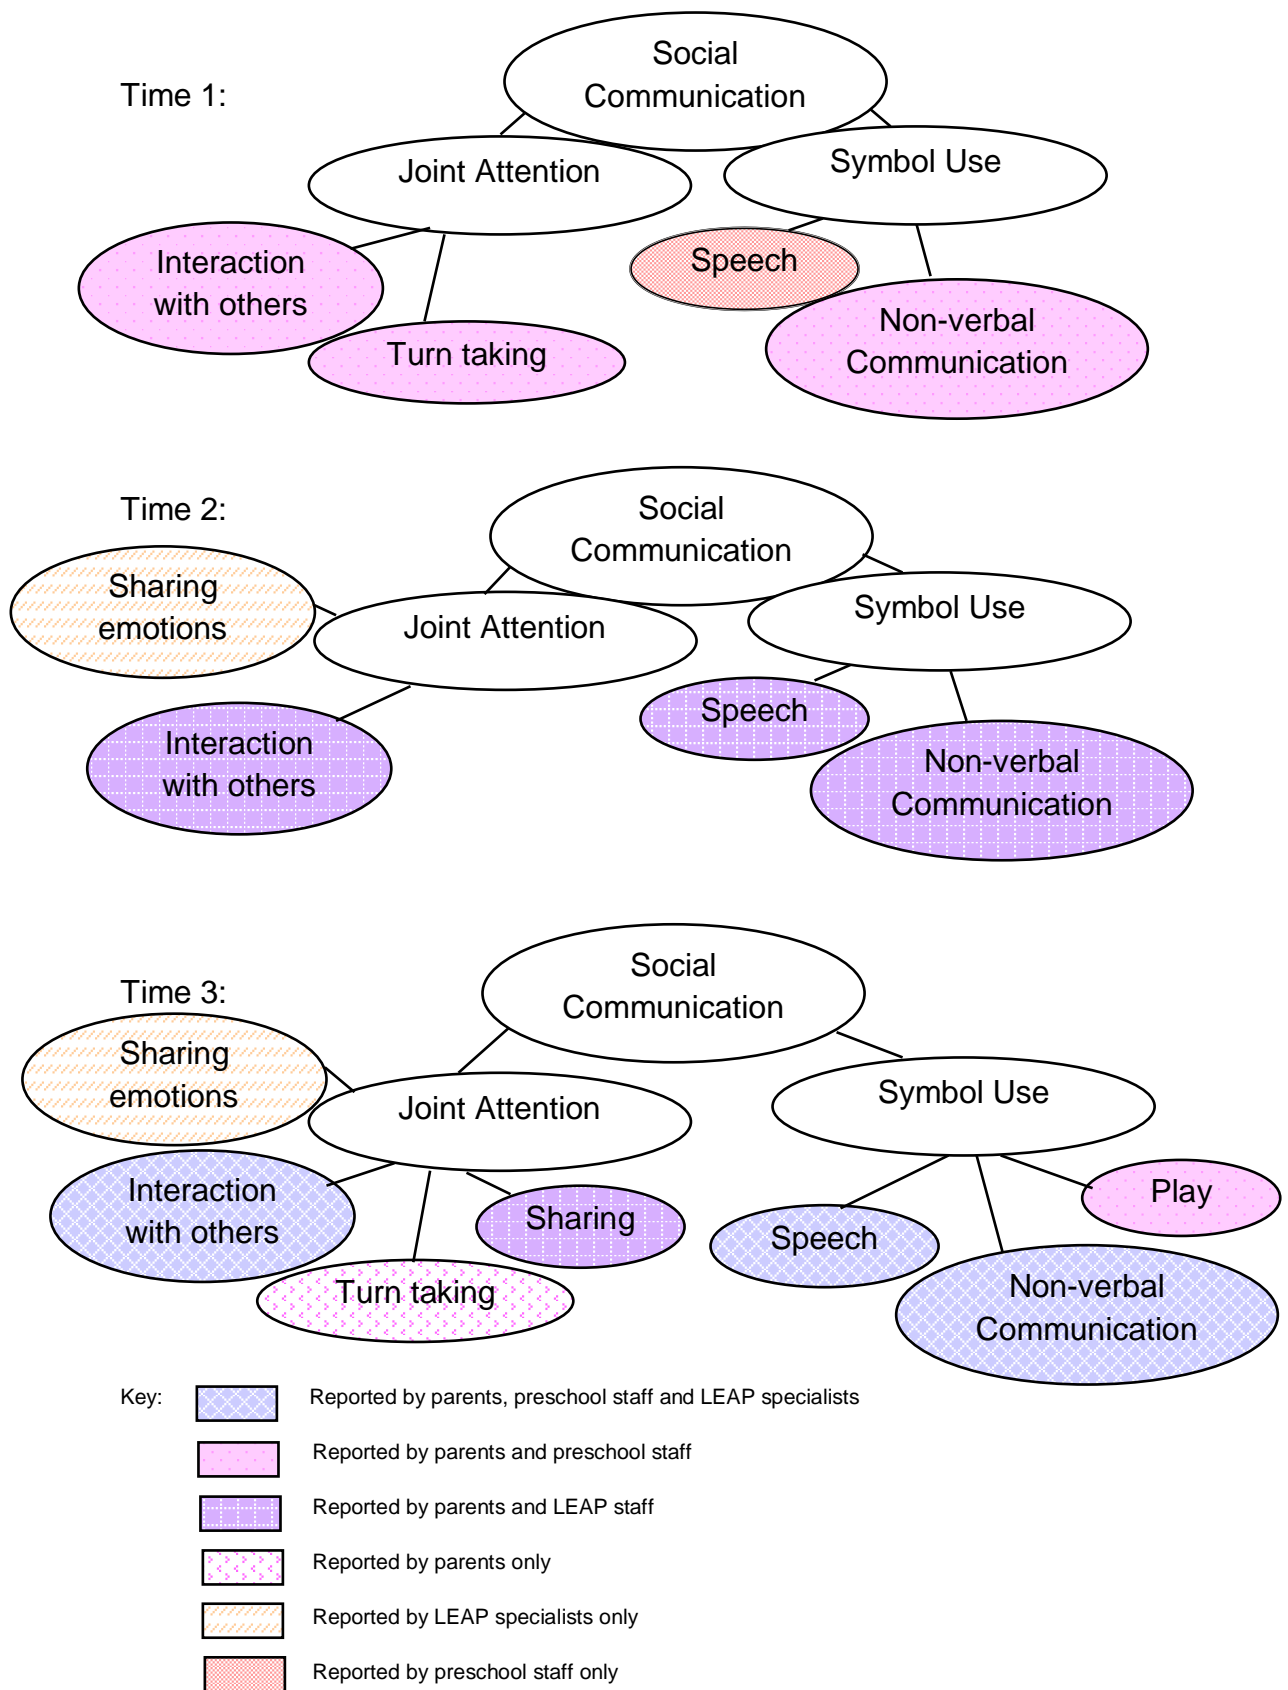 Time 1:
Social
Communication
Joint Attention
Symbol Use
Interaction
with others
Turn taking
Speech
Non-verbal
Communication
Time 2:
Social
Communication
Sharing
emotions
Joint Attention
Symbol Use
Interaction
with others
Speech
Non-verbal
Communication
Time 3:
Social
Communication
Sharing
emotions
Joint Attention
Symbol Use
Interaction
with others
Sharing
Turn taking
Speech
Play
Non-verbal
Communication
Key:
Reported by parents, preschool staff and LEAP specialists
Reported by parents and preschool staff
Reported by parents and LEAP staff
Reported by parents only
Reported by LEAP specialists only
Reported by preschool staff only